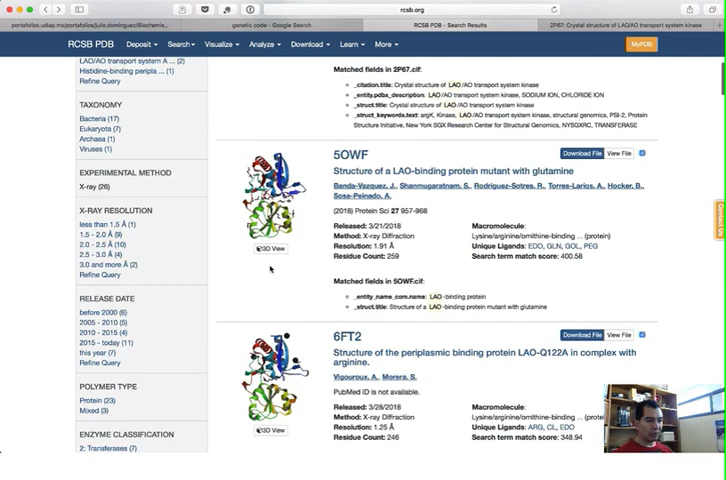 rcsb.org
portafolios.udlap.mx/portafolios/julio.dominguez/Biochemis...
genetic code - Google Search
RCSB PDB - Search Results
2P67: Crystal structure of LAO/AO transport system kinase
RCSB PDB
Deposit
Search
Visualize
Analyze
Download
Learn
More
MyPDB
LAO/AO transport system ... (2)
Histidine-binding peripla ... (1)
Refine Query
TAXONOMY
Bacteria (17)
Eukaryota (7)
Archaea (1)
Viruses (1)
EXPERIMENTAL METHOD
X-ray (26)
X-RAY RESOLUTION
less than 1.5 Å (1)
1.5 - 2.0 Å (9)
2.0 - 2.5 Å (10)
2.5 - 3.0 Å (4)
3.0 and more Å (2)
Refine Query
RELEASE DATE
before 2000 (6)
2005 - 2010 (5)
2010 - 2015 (4)
2015 - today (11)
this year (7)
Refine Query
POLYMER TYPE
Protein (23)
Mixed (3)
ENZYME CLASSIFICATION
2: Transferases (7)
Matched fields in 2P67.cif:
_citation.title: Crystal structure of LAO/AO transport system kinase
_entity.pdbx_description: LAO/AO transport system kinase, SODIUM ION, CHLORIDE ION
_struct.title: Crystal structure of LAO/AO transport system kinase
_struct_keywords.text: argK, Kinase, LAO/AO transport system kinase, structural genomics, PSI-2, Protein
Structure Initiative, New York SGX Research Center for Structural Genomics, NYSGXRC, TRANSFERASE
5OWF
Download File View File
Structure of a LAO-binding protein mutant with glutamine
Banda-Vazquez, J., Shanmugaratnam, S., Rodriguez-Sotres, R., Torres-Larios, A., Hocker, B.,
Sosa-Peinado, A.
(2018) Protein Sci 27 957-968
Released: 3/21/2018
Method: X-ray Diffraction
Resolution: 1.91 Å
Residue Count: 259
Macromolecule:
Lysine/arginine/ornithine-binding ... (protein)
Unique Ligands: EDO, GLN, GOL, PEG
Search term match score: 400.58
3D View
Matched fields in 5OWF.cif:
_entity_name_com.name: LAO -binding protein
_struct.title: Structure of a LAO -binding protein mutant with glutamine
6FT2
Download File View File
Structure of the periplasmic binding protein LAO-Q122A in complex with
arginine.
Vigouroux, A., Morera, S.
PubMed ID is not available.
Released: 3/28/2018
Method: X-ray Diffraction
Resolution: 1.25 Å
Residue Count: 246
Macromolecule:
Lysine/arginine/ornithine-binding ... (prote
Unique Ligands: ARG, CL, EDO
Search term match score: 348.94
3D View
Contact Us